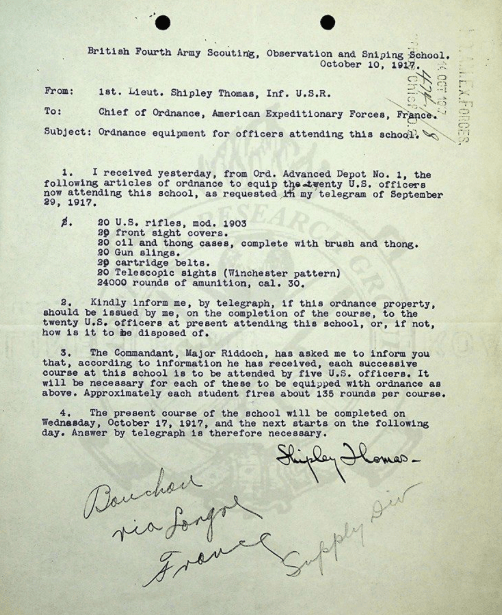 British Fourth Army Scouting, Observation and Sniping School.
October 10, 1917.
From: 1st. Lieut. Shipley Thomas, Inf. U.S.R.
To: Chief of Ordnance, American Expeditionary Forces, France.
Subject: Ordnance equipment for officers attending this school.
1. I received yesterday, from Ord. Advanced Depot No. 1, the
following articles of ordnance to equip the twenty U.S. officers
now attending this school, as requested in my telegram of September
29, 1917.
2. 20 U.S. rifles, mod. 1903
20 front sight covers.
20 oil and thong cases, complete with brush and thong.
20 Gun slings.
20 cartridge belts.
20 Telescopic sights (Winchester pattern)
24000 rounds of amunition, cal. 30.
2. Kindly inform me, by telegraph, if this ordnance property,
should be issued by me, on the completion of the course, to the
twenty U.S. officers at present attending this school, or, if not,
how is it to be disposed of.
3. The Commandant, Major Riddoch, has asked me to inform you
that, according to information he has received, each successive
course at this school is to be attended by five U.S. officers. It
will be necessary for each of these to be equipped with ordnance as
above. Approximately each student fires about 135 rounds per course.
4. The present course of the school will be completed on
Wednasday, October 17, 1917, and the next starts on the following
day. Answer by telegraph is therefore necessary.
Shipley Thomas
Bouchon
via Longre
France
Supply Div
OCT 1917
EX. FORCES
RESEARCH GR